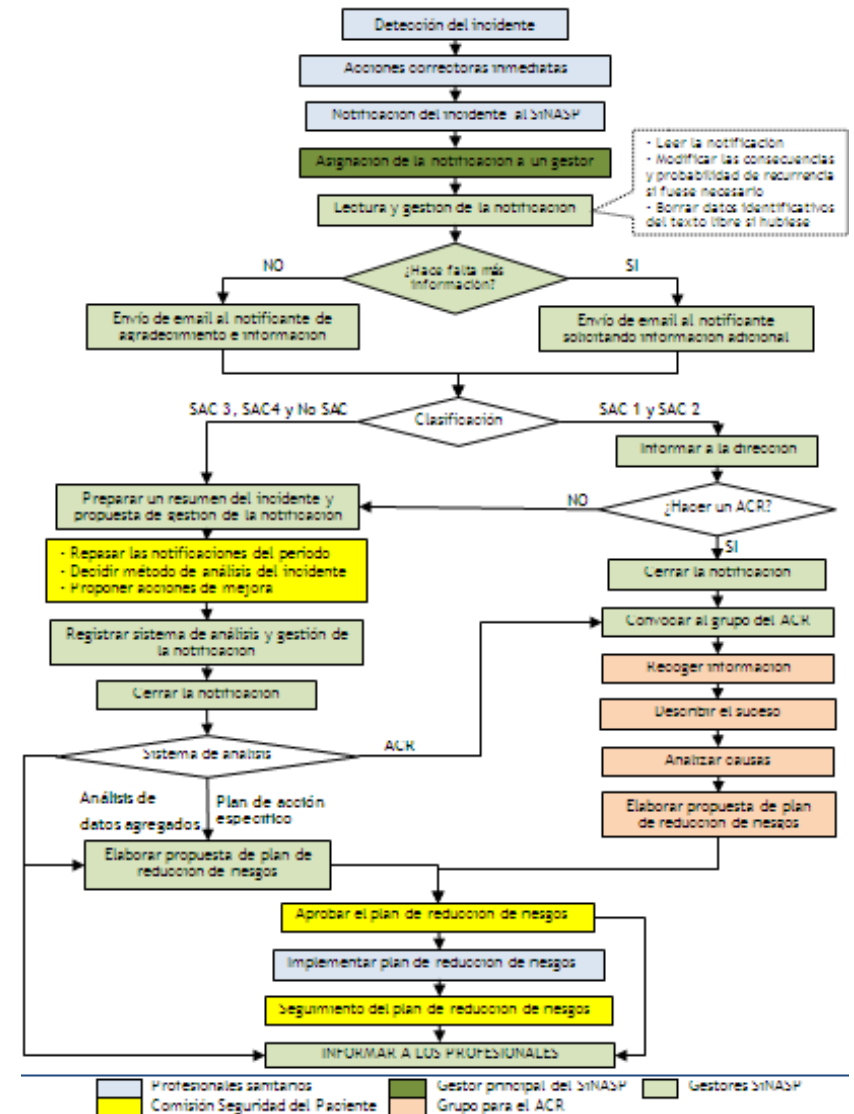 Detección del incidente
Acciones correctoras inmediatas
Notificación del incidente al SiNASP
Asignación de la notificación a un gestor
Lectura y gestión de la notificación
- Leer la notificación
- Modificar las consecuencias
y probabilidad de recurrencia
si fuese necesario
- Borrar datos identificativos
del texto libre si hubiese
NO
¿Hace falta más
información?
SI
Envío de email al notificante de
agradecimiento e información
Envío de email al notificante
solicitando información adicional
SAC 3, SAC4 y No SAC
Clasificación
SAC 1 y SAC 2
Informar a la dirección
Preparar un resumen del incidente y
propuesta de gestión de la notificación
NO
¿Hacer un ACR?
SI
- Repasar las notificaciones del periodo
- Decidir método de análisis del incidente
- Proponer acciones de mejora
Cerrar la notificación
Registrar sistema de análisis y gestión de
la notificación
Convocar al grupo del ACR
Recoger información
Cerrar la notificación
Describir el suceso
Sistema de análisis
ACR
Analizar causas
Análisis de
datos agregados
Plan de acción
específico
Elaborar propuesta de plan
de reducción de riesgos
Elaborar propuesta de plan de
reducción de riesgos
Aprobar el plan de reducción de riesgos
Implementar plan de reducción de riesgos
Seguimiento del plan de reducción de riesgos
INFORMAR A LOS PROFESIONALES
Profesionales sanitarios
Gestor principal del SiNASP
Gestores SiNASP
Comisión Seguridad del Paciente
Grupo para el ACR